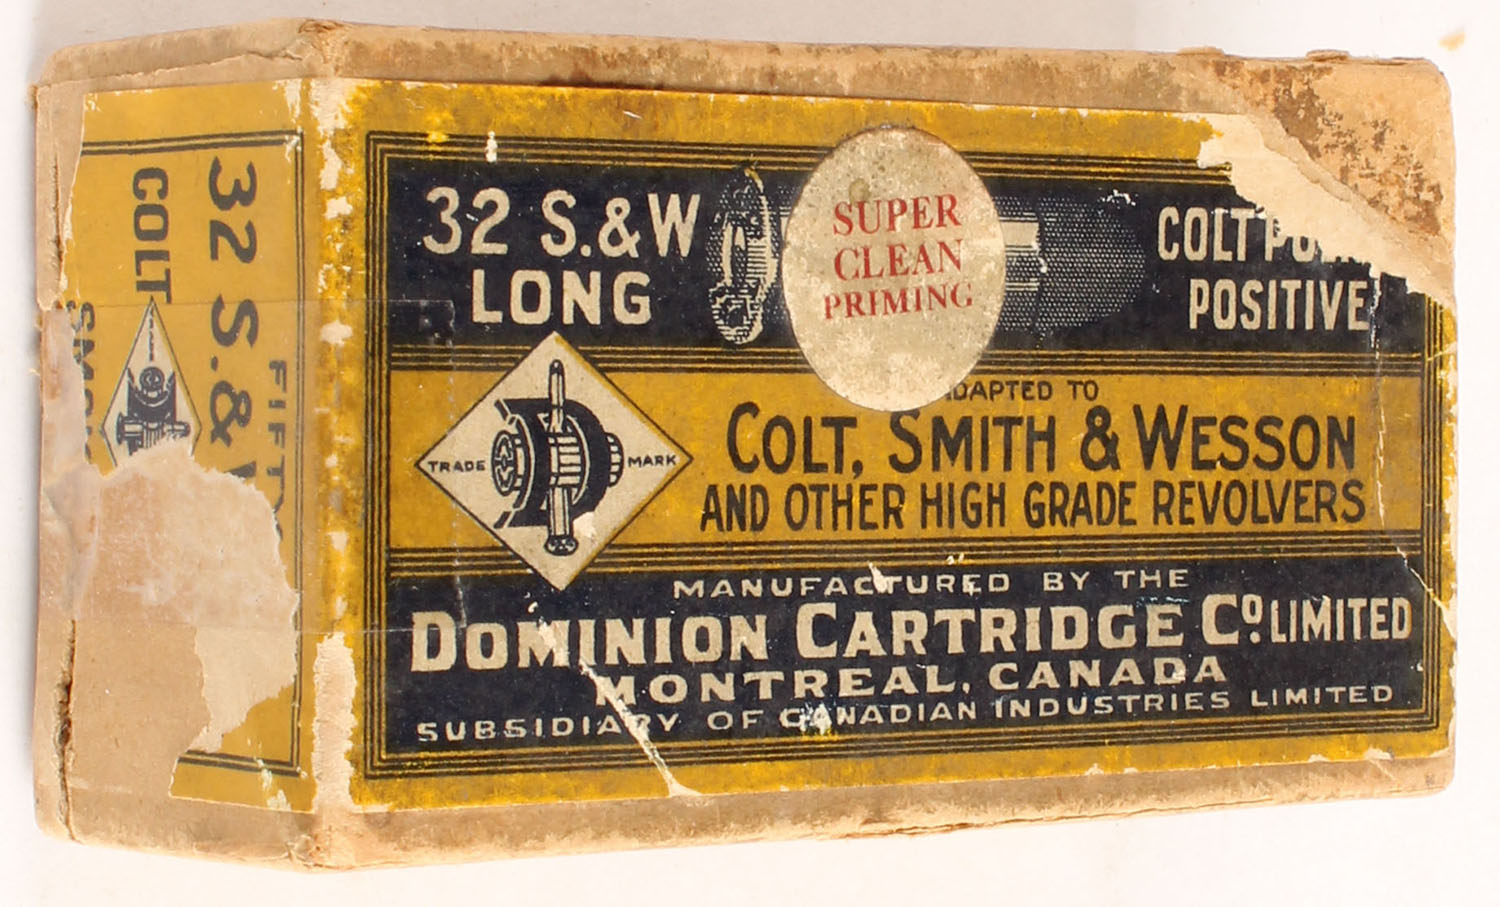 32 S.&W
LONG
SUPER
CLEAN
PRIMING
COLT
POSITIVE
TRADE MARK
TO
COLT, SMITH & WESSON
AND OTHER HIGH GRADE REVOLVERS
MANUFACTURED BY THE
DOMINION CARTRIDGE Co. LIMITED
MONTREAL, CANADA
SUBSIDIARY OF CANADIAN INDUSTRIES LIMITED
32 S.&
COLT